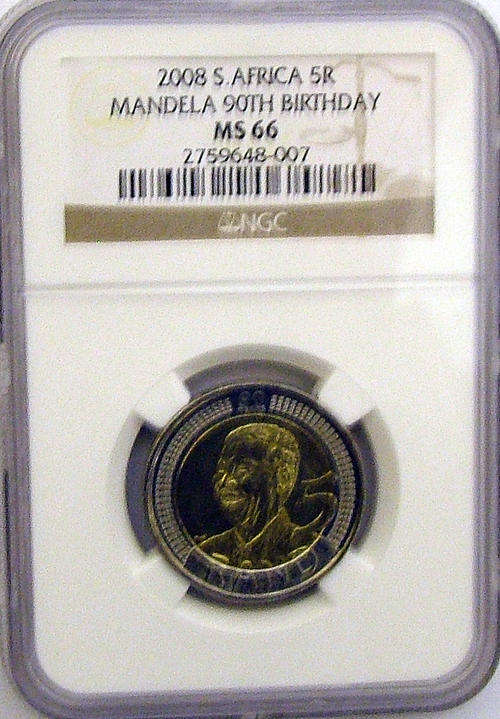 2008 S.AFRICA 5R
MANDELA 90TH BIRTHDAY
MS 66
2759648-007
NGC
5